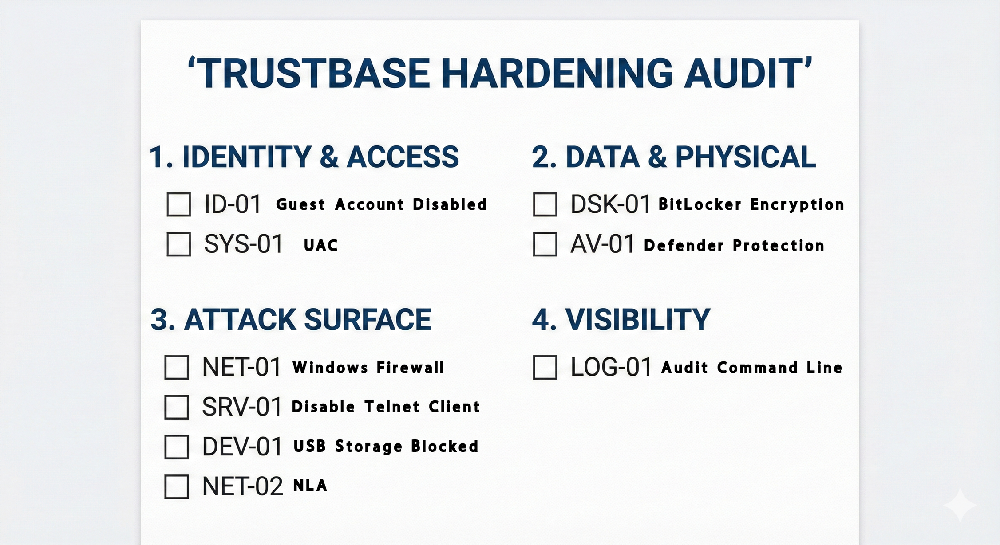 ‘TRUSTBASE HARDENING AUDIT’
1. IDENTITY & ACCESS
ID-01 Guest Account Disabled
SYS-01 UAC
2. DATA & PHYSICAL
DSK-01 BitLocker Encryption
AV-01 Defender Protection
3. ATTACK SURFACE
NET-01 Windows Firewall
SRV-01 Disable Telnet Client
DEV-01 USB Storage Blocked
NET-02 NLA
4. VISIBILITY
LOG-01 Audit Command Line